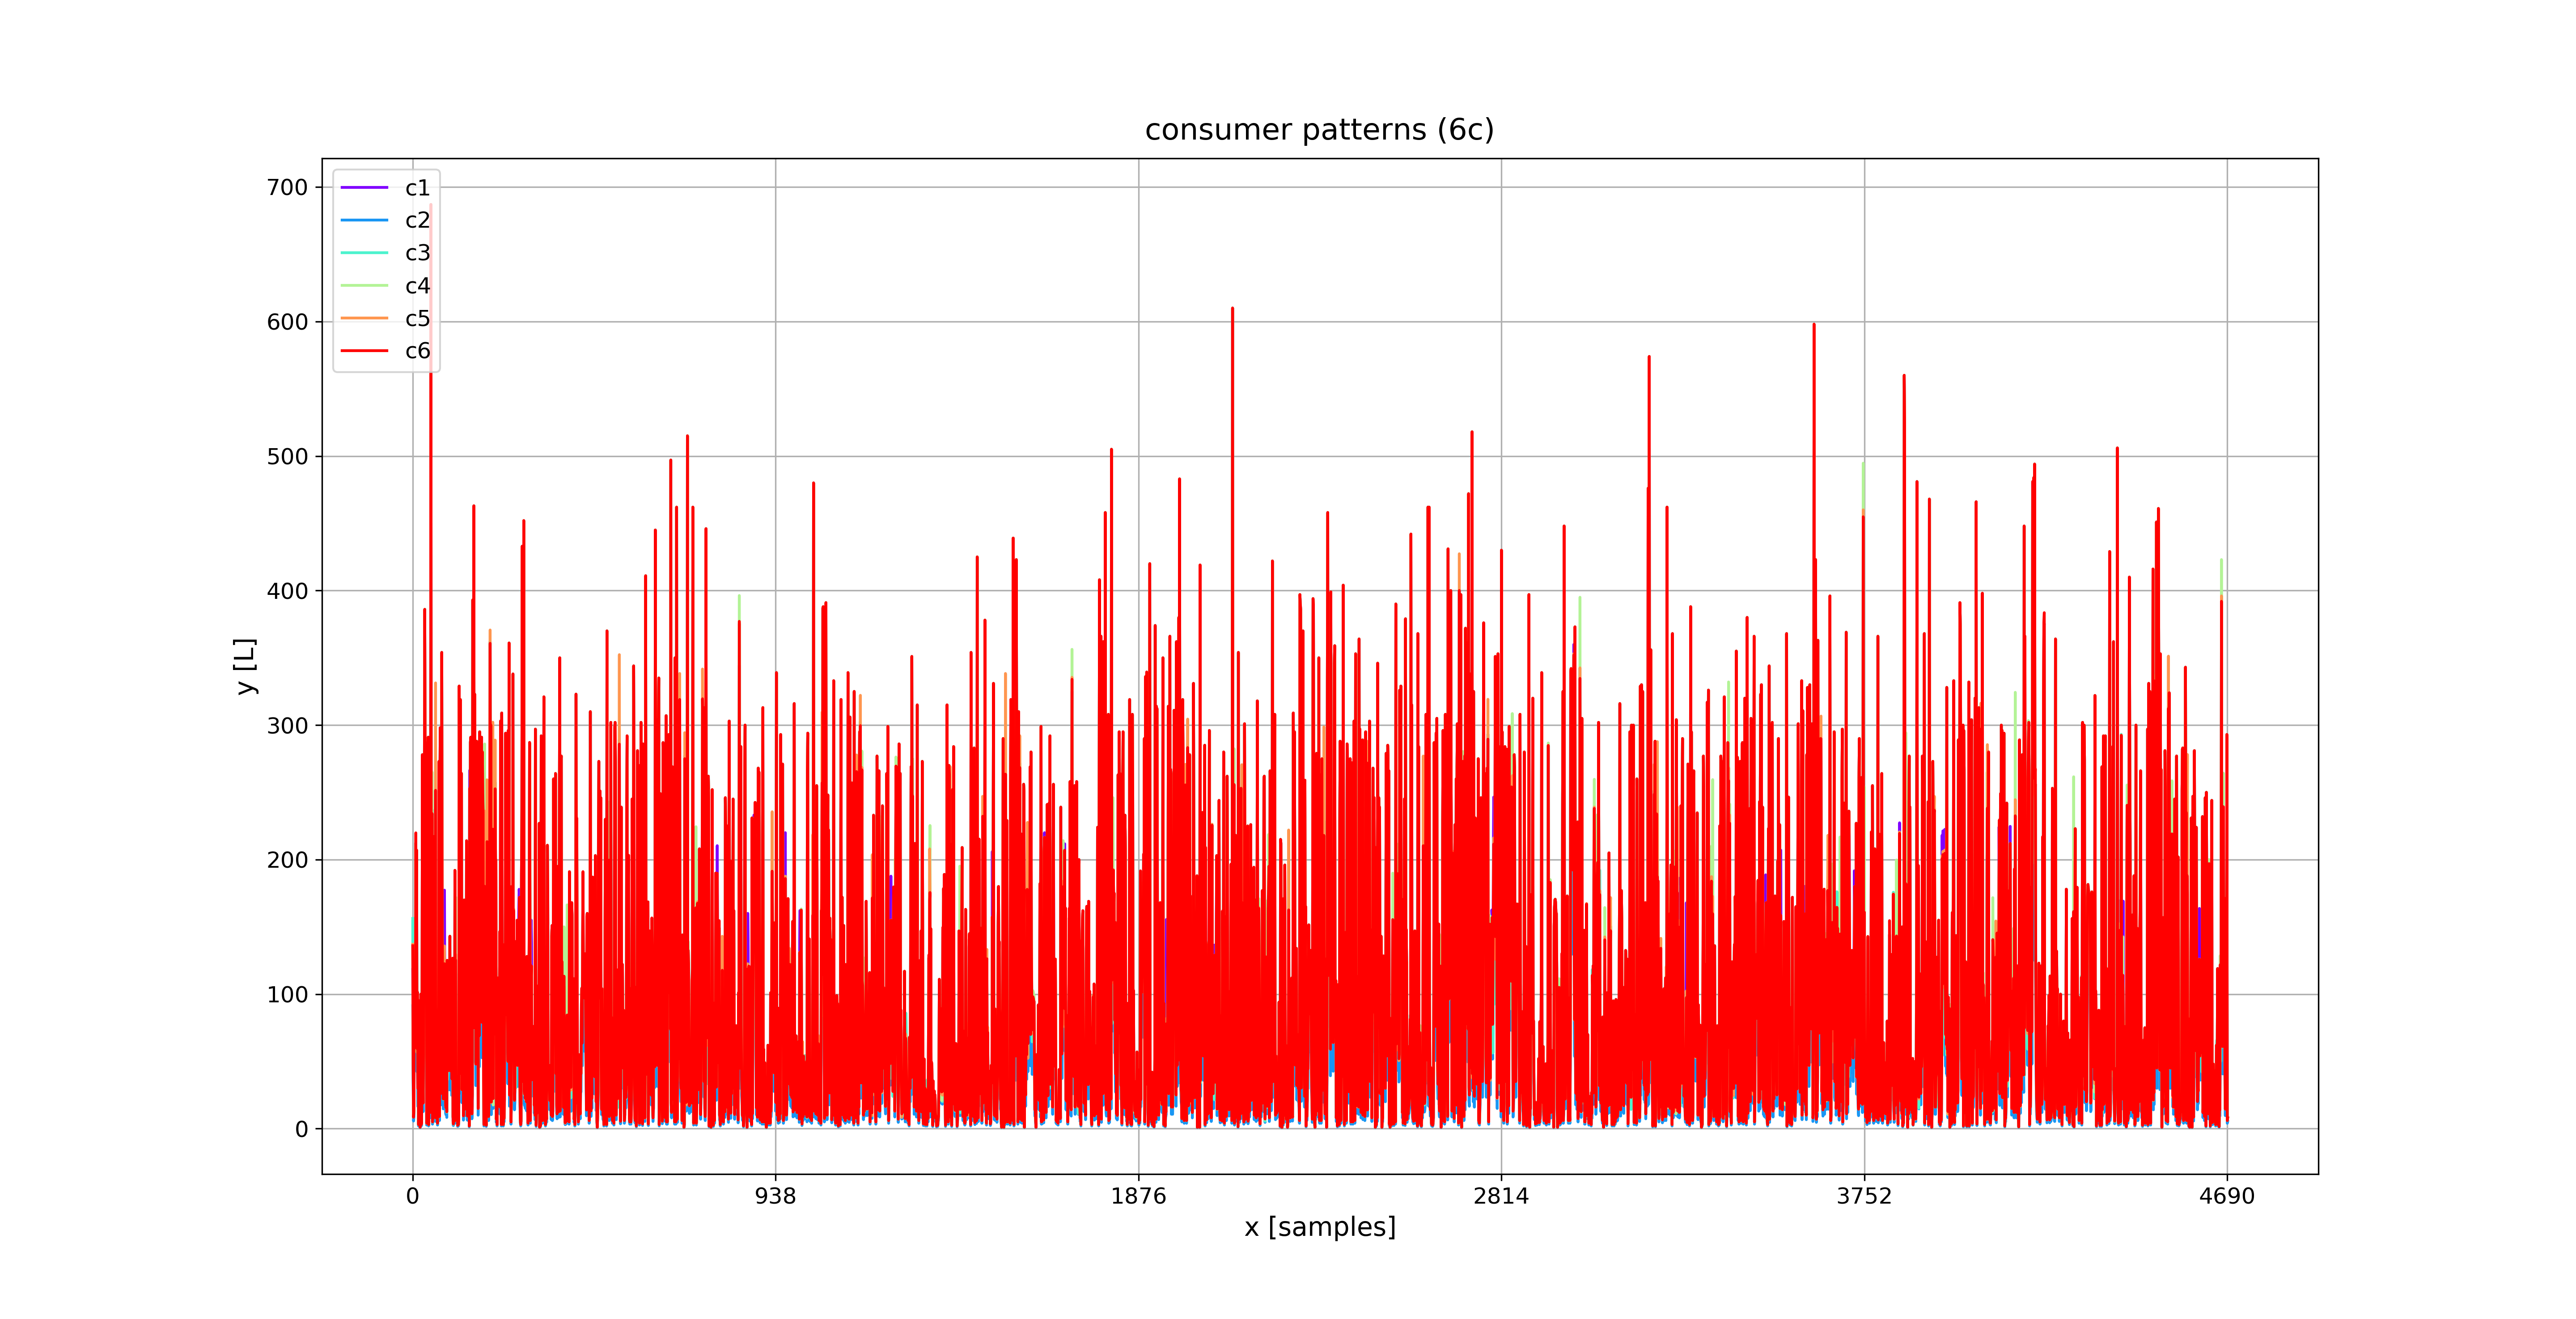 consumer patterns (6c)
700
600
500
400
300
200
100
0
y [L]
c1
c2
c3
c4
c5
c6
0 938 1876 2814 3752 4690
x [samples]